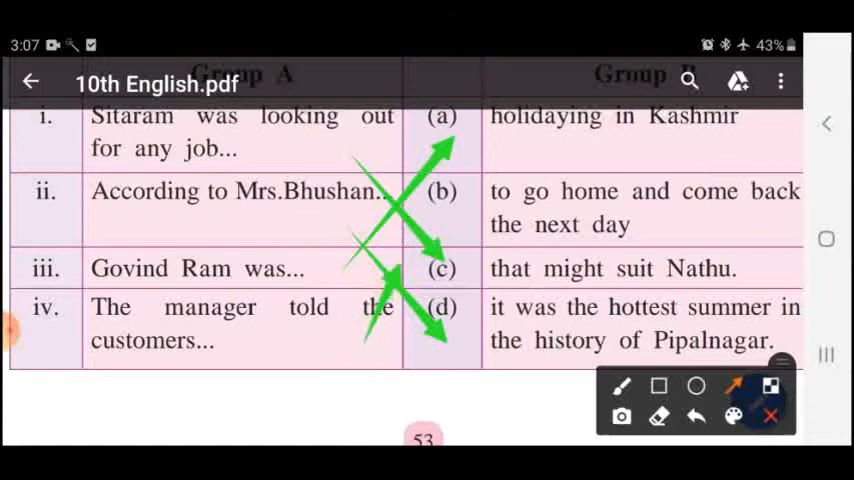 3:07 43%
10th English.pdf
Group A Group B
i. Sitaram was looking out (a) holidaying in Kashmir
for any job...
ii. According to Mrs.Bhushan... (b) to go home and come back
the next day
iii. Govind Ram was... (c) that might suit Nathu.
iv. The manager told the (d) it was the hottest summer in
customers... the history of Pipalnagar.
53